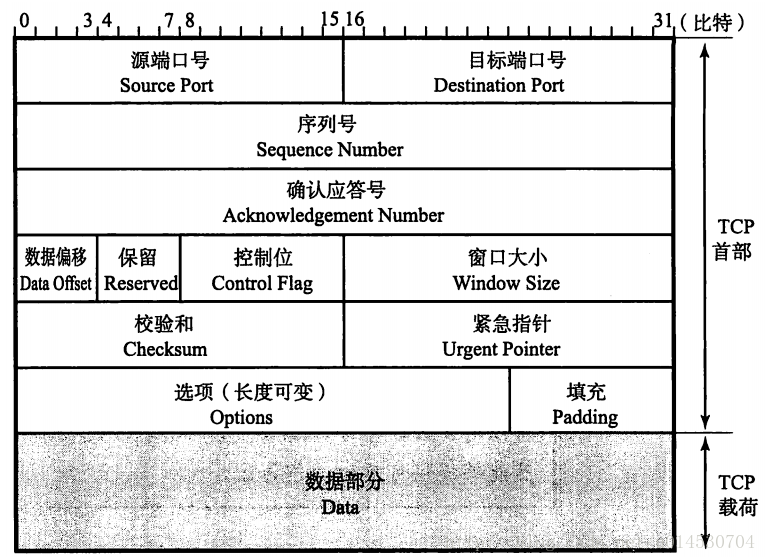 0 3 4 7 8 15 16 31 (比特)
源端口号 目标端口号
Source Port Destination Port
序列号
Sequence Number
确认应答号
Acknowledgement Number
TCP
首部
数据偏移 保留 控制位 窗口大小
Data Offset Reserved Control Flag Window Size
校验和 紧急指针
Checksum Urgent Pointer
选项(长度可变) 填充
Options Padding
数据部分
Data
TCP
载荷